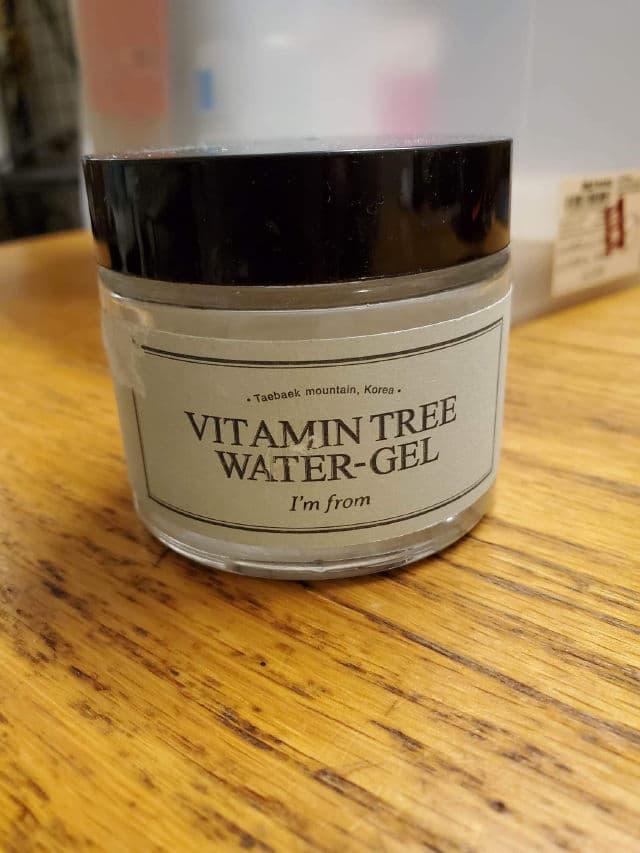 • Taebaek mountain, Korea •
VITAMIN TREE
WATER-GEL
I'm from